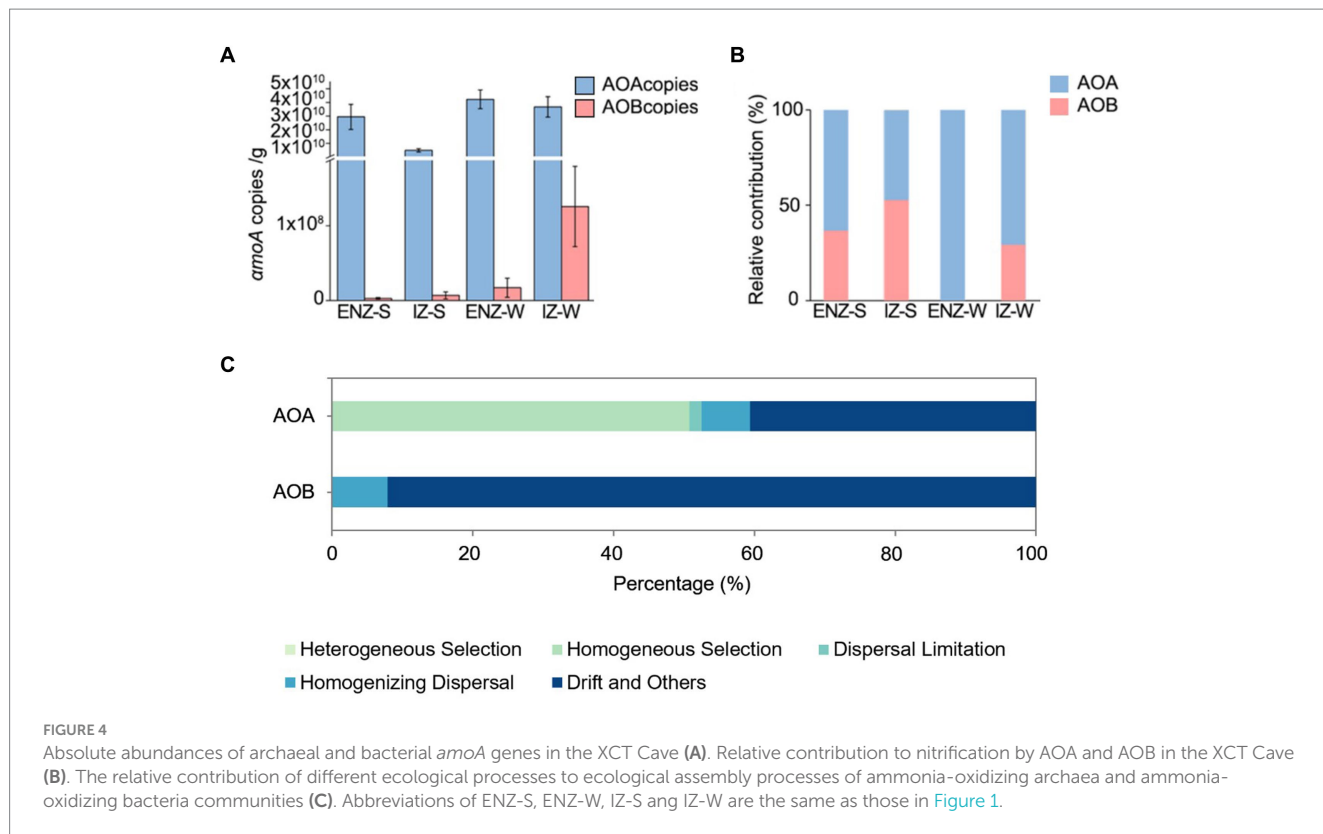 A
5x10¹⁰
4x10¹⁰
3x10¹⁰
2x10¹⁰
1x10¹⁰
1x10⁸
0
amoA copies /g
ENZ-S IZ-S ENZ-W IZ-W
AOAcopies
AOBcopies
B
AOA
AOB
Relative contribution (%)
100
50
0
ENZ-S IZ-S ENZ-W IZ-W
C
AOA
AOB
0 20 40 60 80 100
Percentage (%)
Heterogeneous Selection Homogeneous Selection Dispersal Limitation
Homogenizing Dispersal Drift and Others
FIGURE 4
Absolute abundances of archaeal and bacterial amoA genes in the XCT Cave (A). Relative contribution to nitrification by AOA and AOB in the XCT Cave
(B). The relative contribution of different ecological processes to ecological assembly processes of ammonia-oxidizing archaea and ammonia-
oxidizing bacteria communities (C). Abbreviations of ENZ-S, ENZ-W, IZ-S ang IZ-W are the same as those in Figure 1.